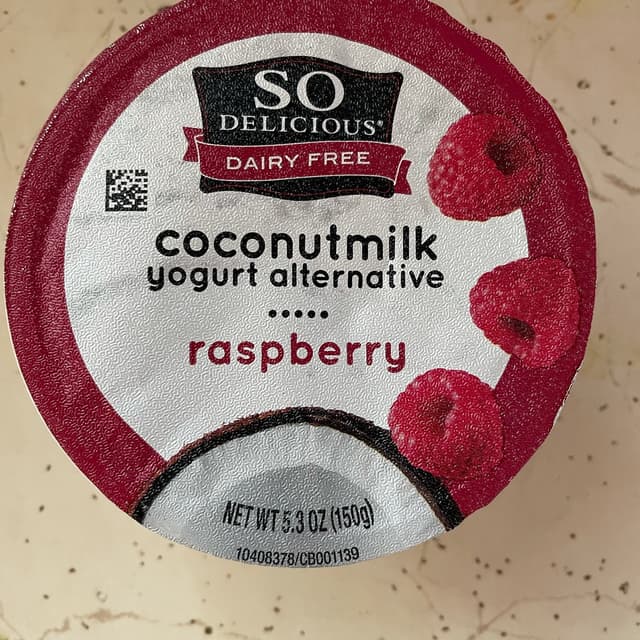 SO
DELICIOUS®
DAIRY FREE
coconutmilk
yogurt alternative
raspberry
NET WT 5.3 OZ (150g)
10408378/CB001139